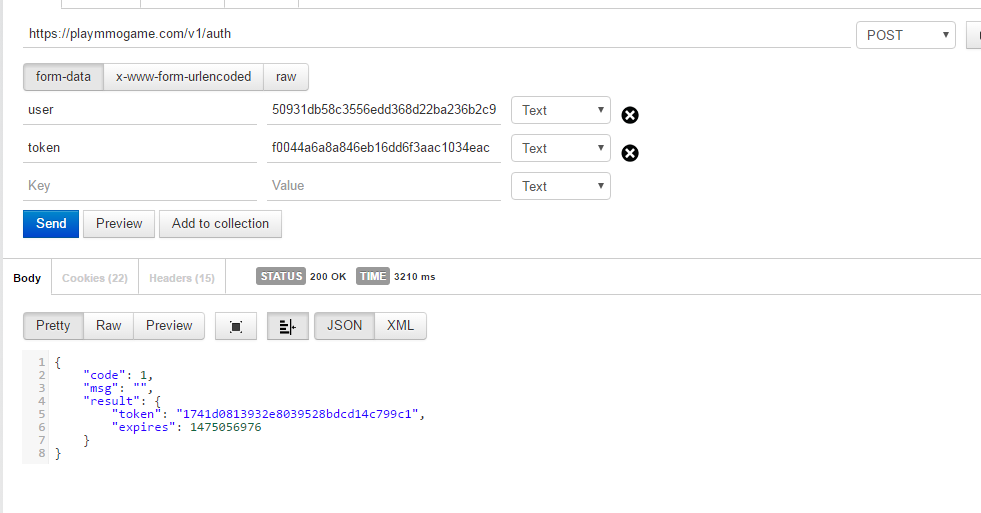 https://playmmogame.com/v1/auth POST
form-data x-www-form-urlencoded raw
user 50931db58c3556edd368d22ba236b2c9 Text
token f0044a6a8a846eb16dd6f3aac1034eac Text
Key Value Text
Send Preview Add to collection
Body Cookies (22) Headers (15) STATUS 200 OK TIME 3210 ms
Pretty Raw Preview JSON XML
1 {
2 "code": 1,
3 "msg": "",
4 "result": {
5 "token": "1741d0813932e8039528bdcd14c799c1",
6 "expires": 1475056976
7 }
8 }